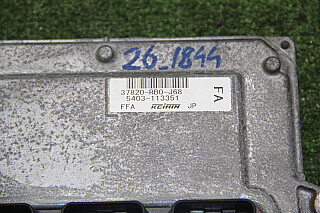 26_1844
37820-RB0-J68
5403-113351
FFA KEIHIN JP
FA